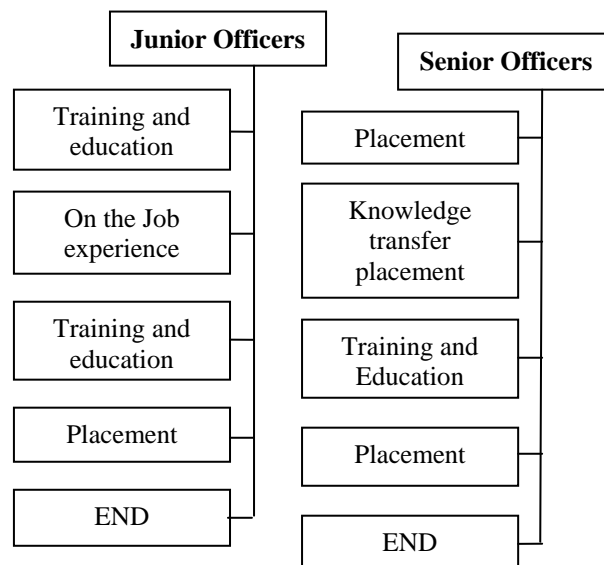 Junior Officers
Training and
education
On the Job
experience
Training and
education
Placement
END
Senior Officers
Placement
Knowledge
transfer
placement
Training and
Education
Placement
END